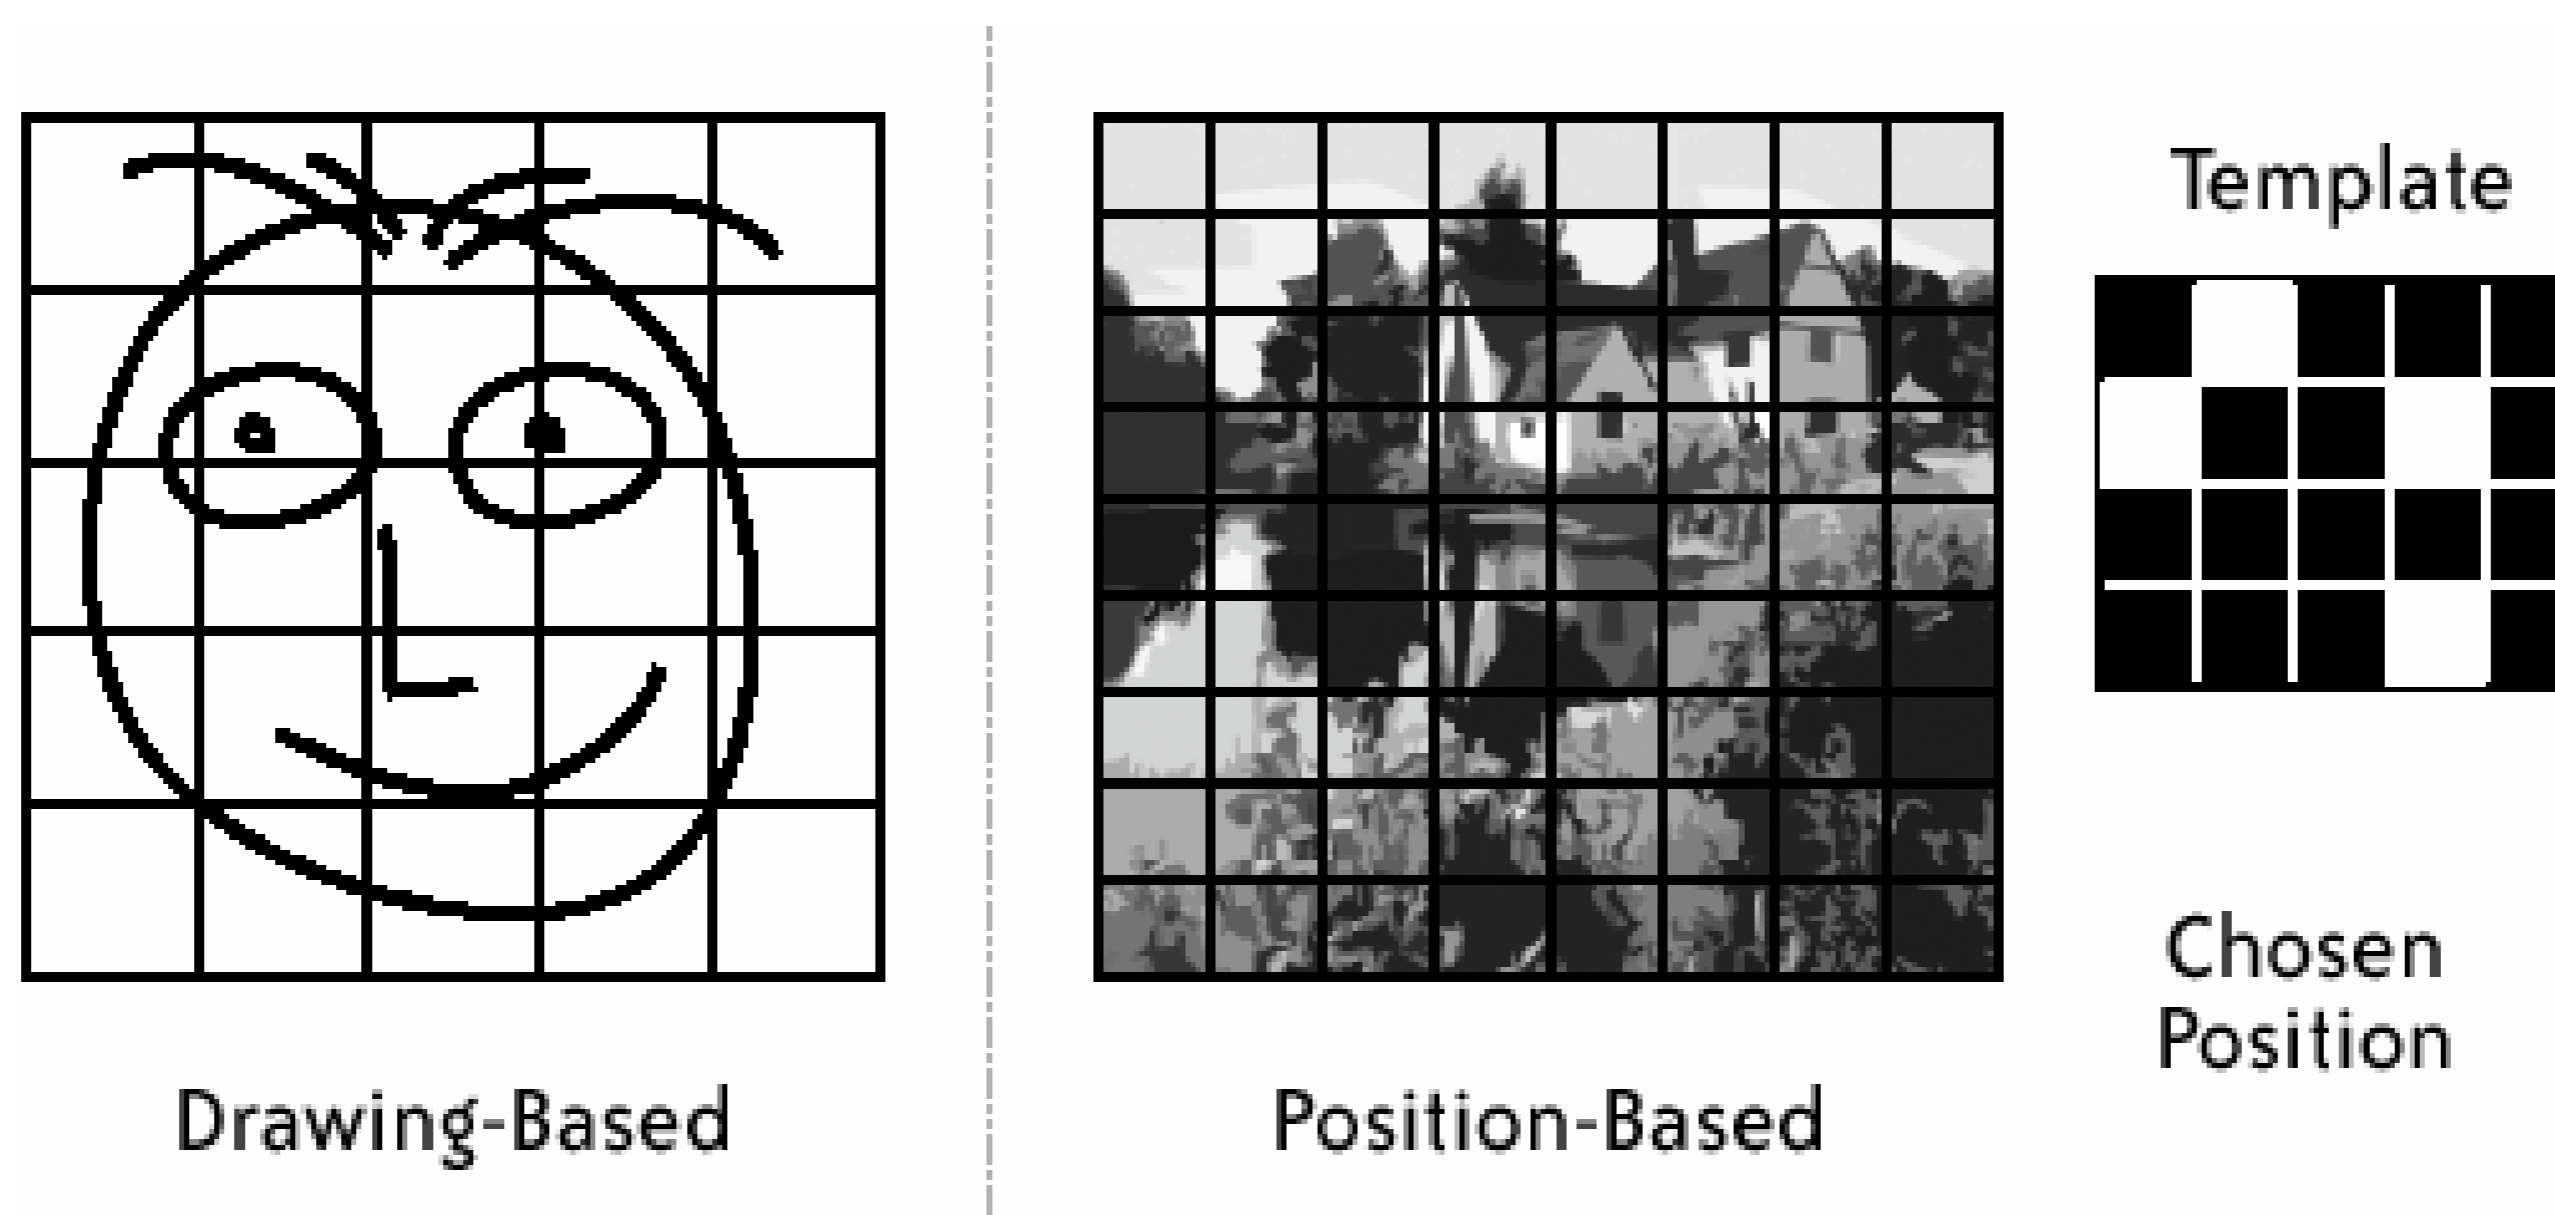 Drawing-Based
Position-Based
Template
Chosen
Position